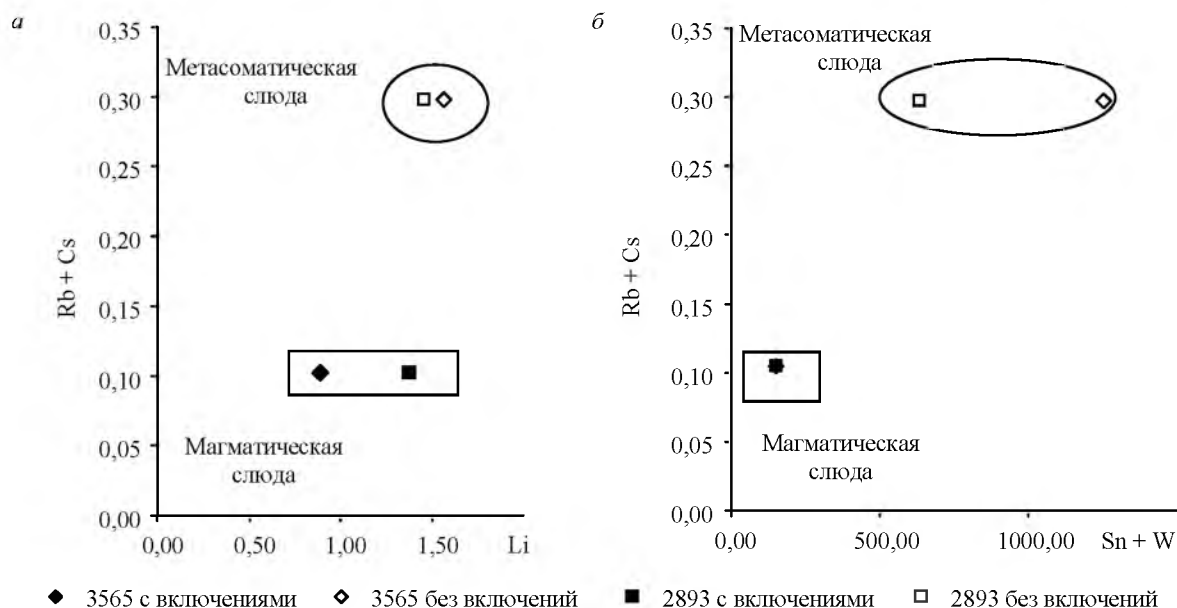 а
0,35
0,30
0,25
0,20
0,15
0,10
0,05
0,00
Rb + Cs
Метасоматическая
слюда
Магматическая
слюда
0,00 0,50 1,00 1,50 Li
б
0,35
0,30
0,25
0,20
0,15
0,10
0,05
0,00
Rb + Cs
Метасоматическая
слюда
Магматическая
слюда
0,00 500,00 1000,00 Sn + W
3565 с включениями 3565 без включений 2893 с включениями 2893 без включений